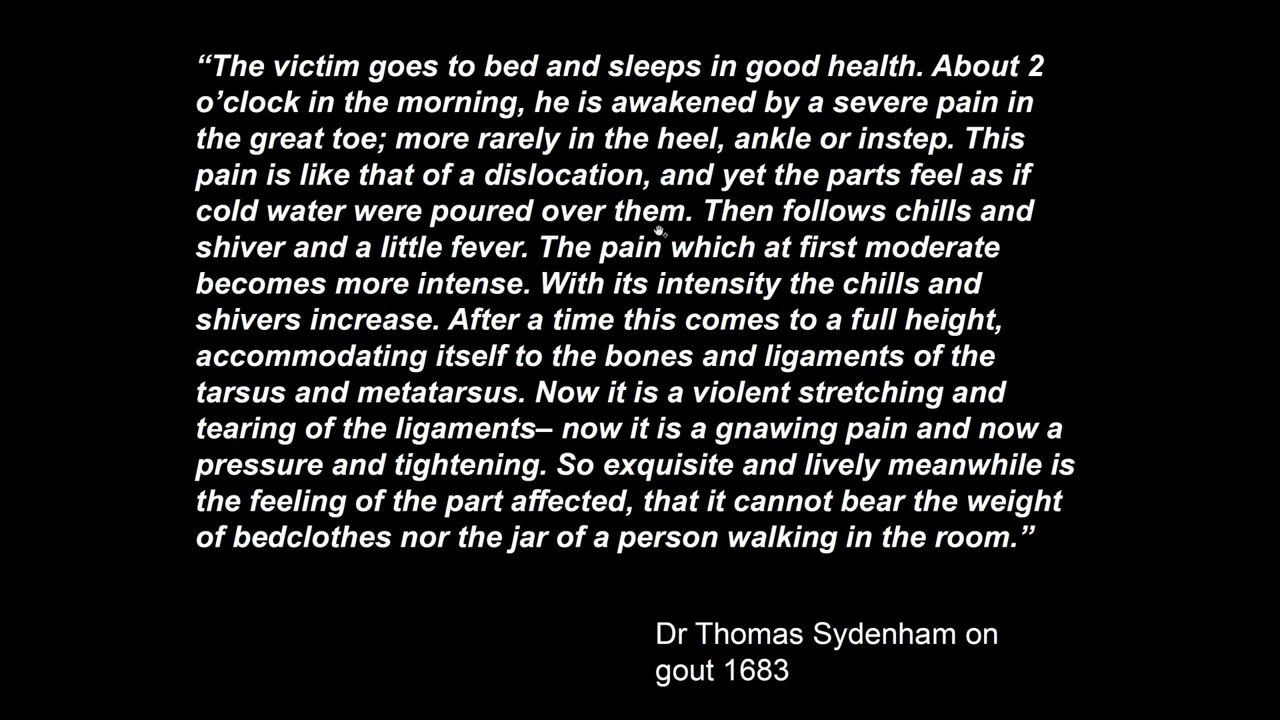 “The victim goes to bed and sleeps in good health. About 2
o’clock in the morning, he is awakened by a severe pain in
the great toe; more rarely in the heel, ankle or instep. This
pain is like that of a dislocation, and yet the parts feel as if
cold water were poured over them. Then follows chills and
shiver and a little fever. The pain which at first moderate
becomes more intense. With its intensity the chills and
shivers increase. After a time this comes to a full height,
accommodating itself to the bones and ligaments of the
tarsus and metatarsus. Now it is a violent stretching and
tearing of the ligaments– now it is a gnawing pain and now a
pressure and tightening. So exquisite and lively meanwhile is
the feeling of the part affected, that it cannot bear the weight
of bedclothes nor the jar of a person walking in the room.”
Dr Thomas Sydenham on
gout 1683